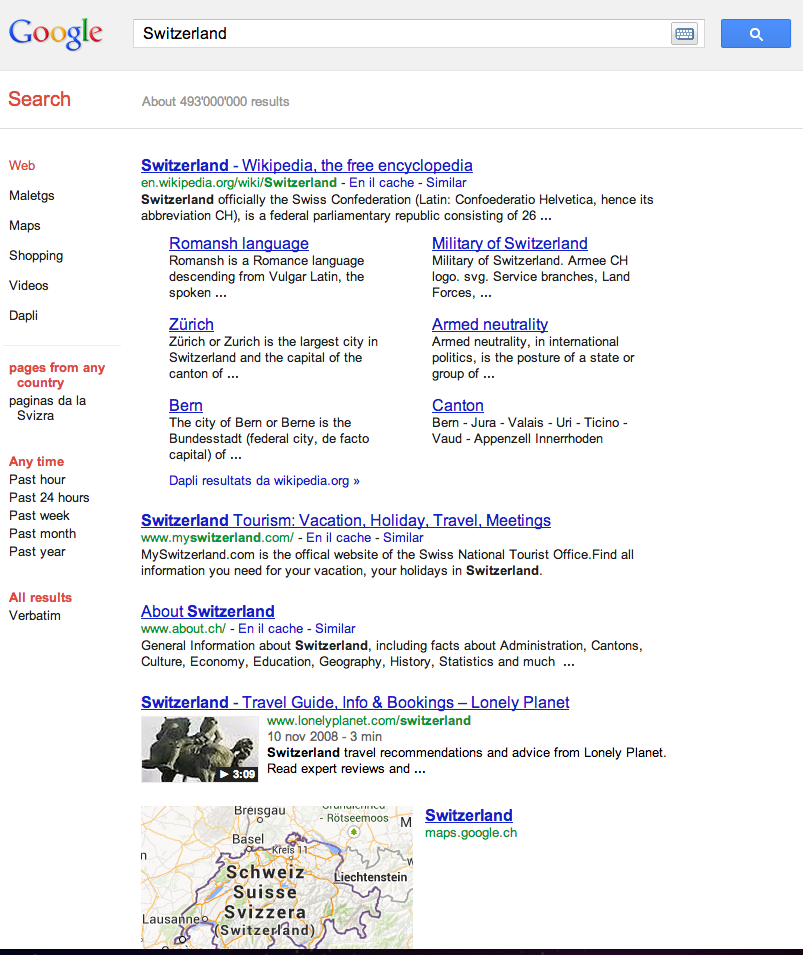 Google
Switzerland
Search
About 493'000'000 results
Web
Maletgs
Maps
Shopping
Videos
Dapli
pages from any
country
paginas da la
Svizra
Any time
Past hour
Past 24 hours
Past week
Past month
Past year
All results
Verbatim
Switzerland - Wikipedia, the free encyclopedia
en.wikipedia.org/wiki/Switzerland - En il cache - Similar
Switzerland officially the Swiss Confederation (Latin: Confoederatio Helvetica, hence its
abbreviation CH), is a federal parliamentary republic consisting of 26 ...
Romansh language
Romansh is a Romance language
descending from Vulgar Latin, the
spoken ...
Military of Switzerland
Military of Switzerland. Armee CH
logo. svg. Service branches, Land
Forces, ...
Zürich
Zürich or Zurich is the largest city in
Switzerland and the capital of the
canton of ...
Armed neutrality
Armed neutrality, in international
politics, is the posture of a state or
group of ...
Bern
The city of Bern or Berne is the
Bundesstadt (federal city, de facto
capital) of ...
Canton
Bern - Jura - Valais - Uri - Ticino -
Vaud - Appenzell Innerrhoden
Dapli resultats da wikipedia.org »
Switzerland Tourism: Vacation, Holiday, Travel, Meetings
www.myswitzerland.com/ - En il cache - Similar
MySwitzerland.com is the offical website of the Swiss National Tourist Office.Find all
information you need for your vacation, your holidays in Switzerland.
About Switzerland
www.about.ch/ - En il cache - Similar
General Information about Switzerland, including facts about Administration, Cantons,
Culture, Economy, Education, Geography, History, Statistics and much ...
Switzerland - Travel Guide, Info & Bookings – Lonely Planet
www.lonelyplanet.com/switzerland
10 nov 2008 - 3 min
Switzerland travel recommendations and advice from Lonely Planet.
Read expert reviews and ...
3:09
Switzerland
maps.google.ch
Breisgau
- Rötseemoos
M
Basel
Kreis 11
n
Schweiz
Liechtenstein
Suisse
Svizzera
Lausanne
(Switzerland)